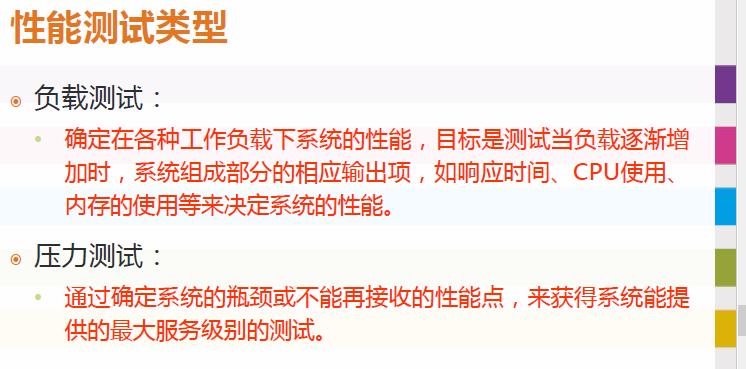 性能测试类型
负载测试：
确定在各种工作负载下系统的性能，目标是测试当负载逐渐增
加时，系统组成部分的相应输出项，如响应时间、CPU使用、
内存的使用等来决定系统的性能。
压力测试：
通过确定系统的瓶颈或不能再接收的性能点，来获得系统能提
供的最大服务级别的测试。